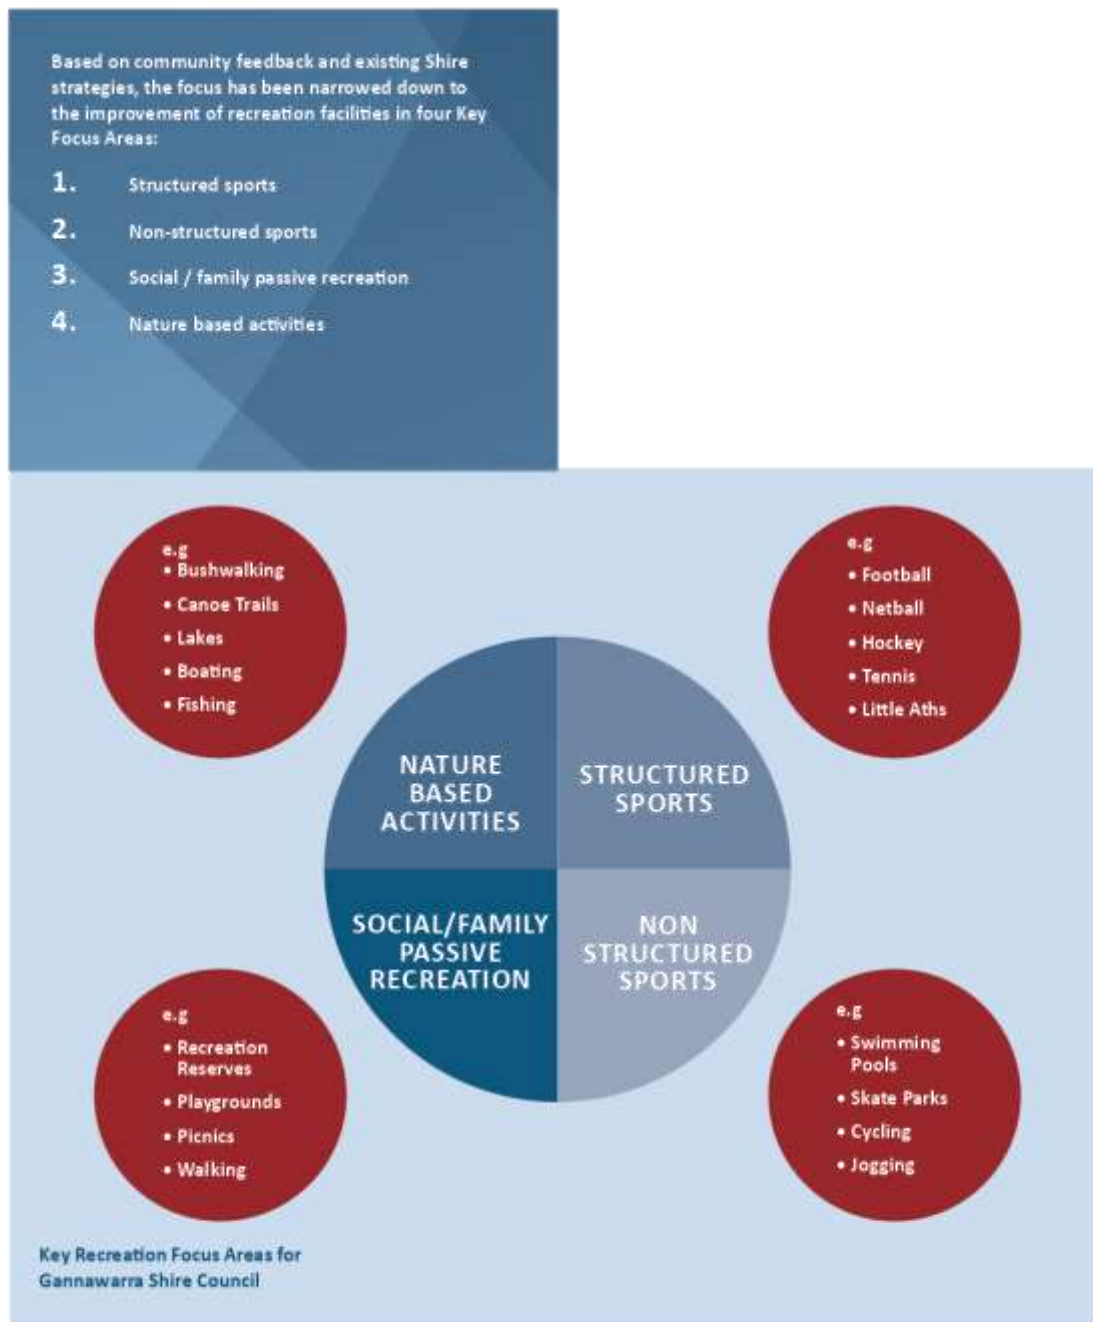 Based on community feedback and existing Shire
strategies, the focus has been narrowed down to
the improvement of recreation facilities in four Key
Focus Areas:
1. Structured sports
2. Non-structured sports
3. Social / family passive recreation
4. Nature based activities
e.g
• Bushwalking
• Canoe Trails
• Lakes
• Boating
• Fishing
e.g
• Football
• Netball
• Hockey
• Tennis
• Little Aths
NATURE
BASED
ACTIVITIES
STRUCTURED
SPORTS
SOCIAL/FAMILY
PASSIVE
RECREATION
NON
STRUCTURED
SPORTS
e.g
• Recreation
Reserves
• Playgrounds
• Picnics
• Walking
e.g
• Swimming
Pools
• Skate Parks
• Cycling
• Jogging
Key Recreation Focus Areas for
Gannawarra Shire Council